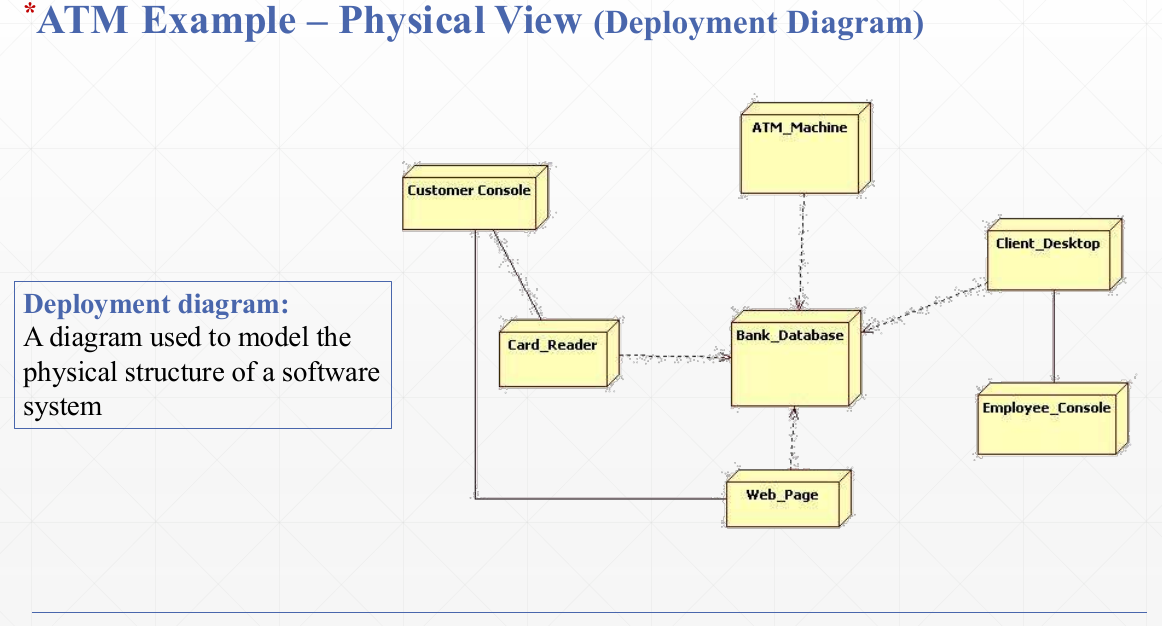 *ATM Example – Physical View (Deployment Diagram)
ATM_Machine
Customer Console
Client_Desktop
Deployment diagram:
A diagram used to model the
physical structure of a software
system
Card_Reader
Bank_Database
Employee_Console
Web_Page